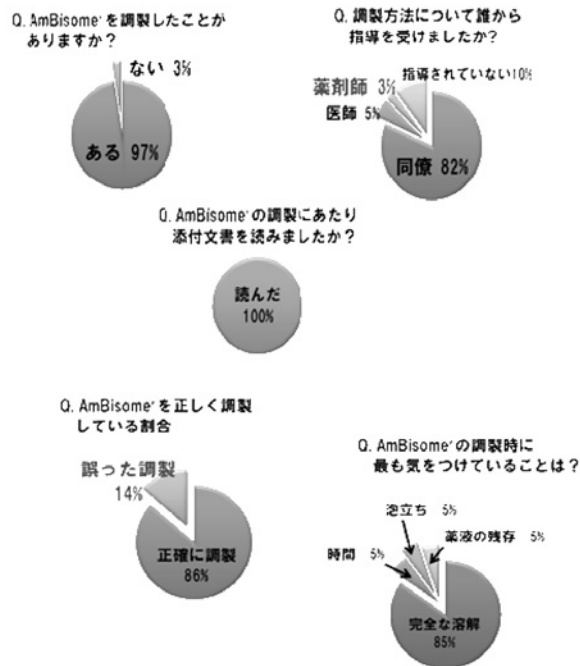 Q. AmBisome®を調製したことが
ありますか？
ない 3%
ある 97%
Q. 調製方法について誰から
指導を受けましたか?
指導されていない10%
薬剤師 3%
医師 5%
同僚 82%
Q. AmBisome®の調製にあたり
添付文書を読みましたか？
読んだ
100%
Q. AmBisome®を正しく調製
している割合
誤った調製
14%
正確に調製
86%
Q. AmBisome®の調製時に
最も気をつけていることは？
泡立ち 5%
薬液の残存 5%
時間 5%
完全な溶解
85%